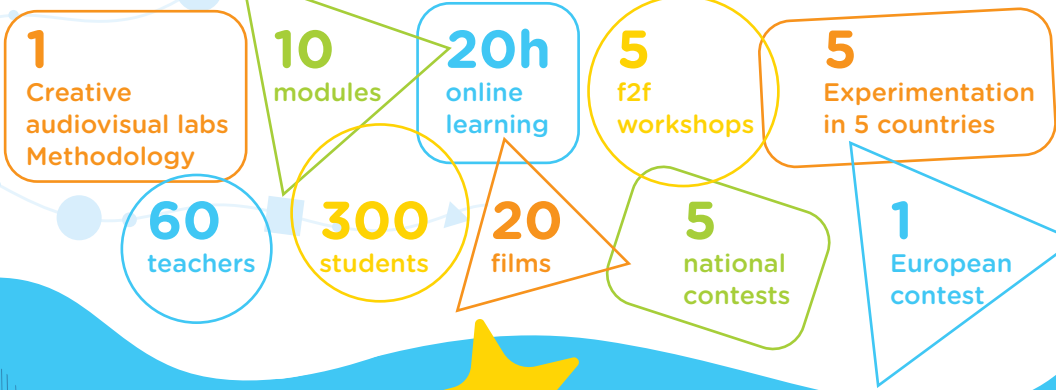 1
Creative
audiovisual labs
Methodology
10
modules
20h
online
learning
5
f2f
workshops
5
Experimentation
in 5 countries
60
teachers
300
students
20
films
5
national
contests
1
European
contest